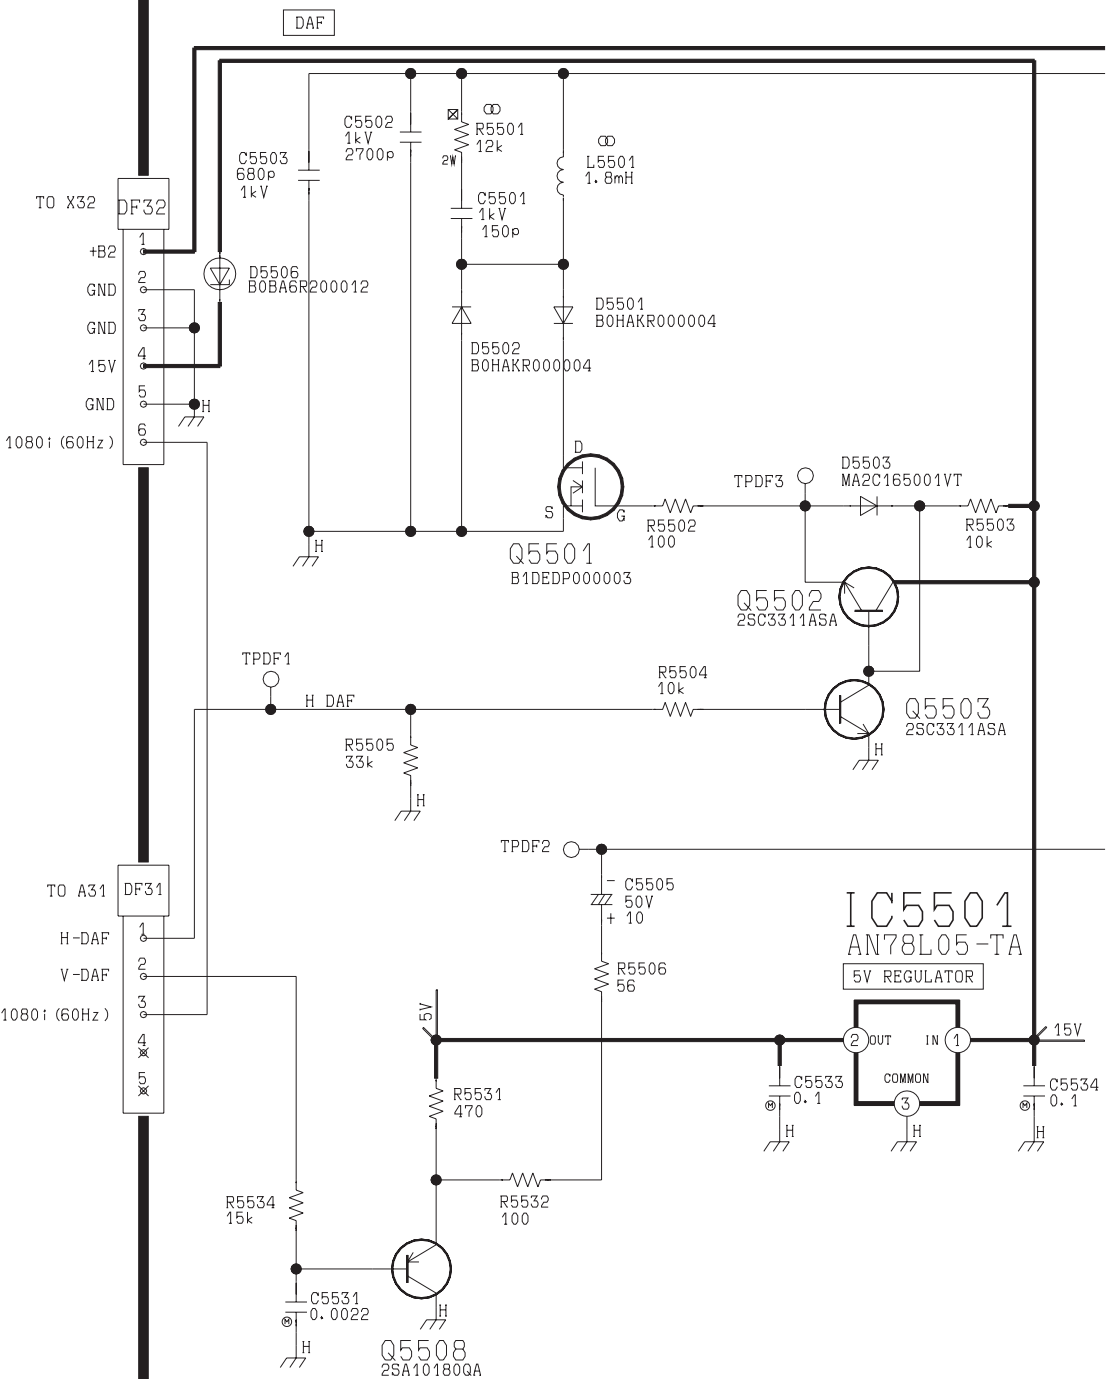 DAF
TO X32
DF32
1
+B2
2
GND
3
GND
4
15V
5
GND
6
1080i (60Hz)
H
D5506
B0BA6R200012
C5503
680p
1kV
C5502
1kV
2700p
R5501
12k
2W
C5501
1kV
150p
L5501
1.8mH
D5502
B0HAKR000004
D5501
B0HAKR000004
D
S
G
H
Q5501
B1DEDP000003
R5502
100
TPDF3
D5503
MA2C165001VT
R5503
10k
Q5502
2SC3311ASA
TPDF1
H DAF
R5504
10k
Q5503
2SC3311ASA
H
R5505
33k
H
TPDF2
- C5505
50V
+ 10
R5506
56
TO A31
DF31
1
H-DAF
2
V-DAF
3
1080i (60Hz)
4
5
IC5501
AN78L05-TA
5V REGULATOR
2 OUT
IN 1
COMMON
3
H
5V
15V
C5533
0.1
M
H
C5534
0.1
M
H
R5531
470
R5532
100
R5534
15k
C5531
0.0022
M
H
H
Q5508
2SA10180QA